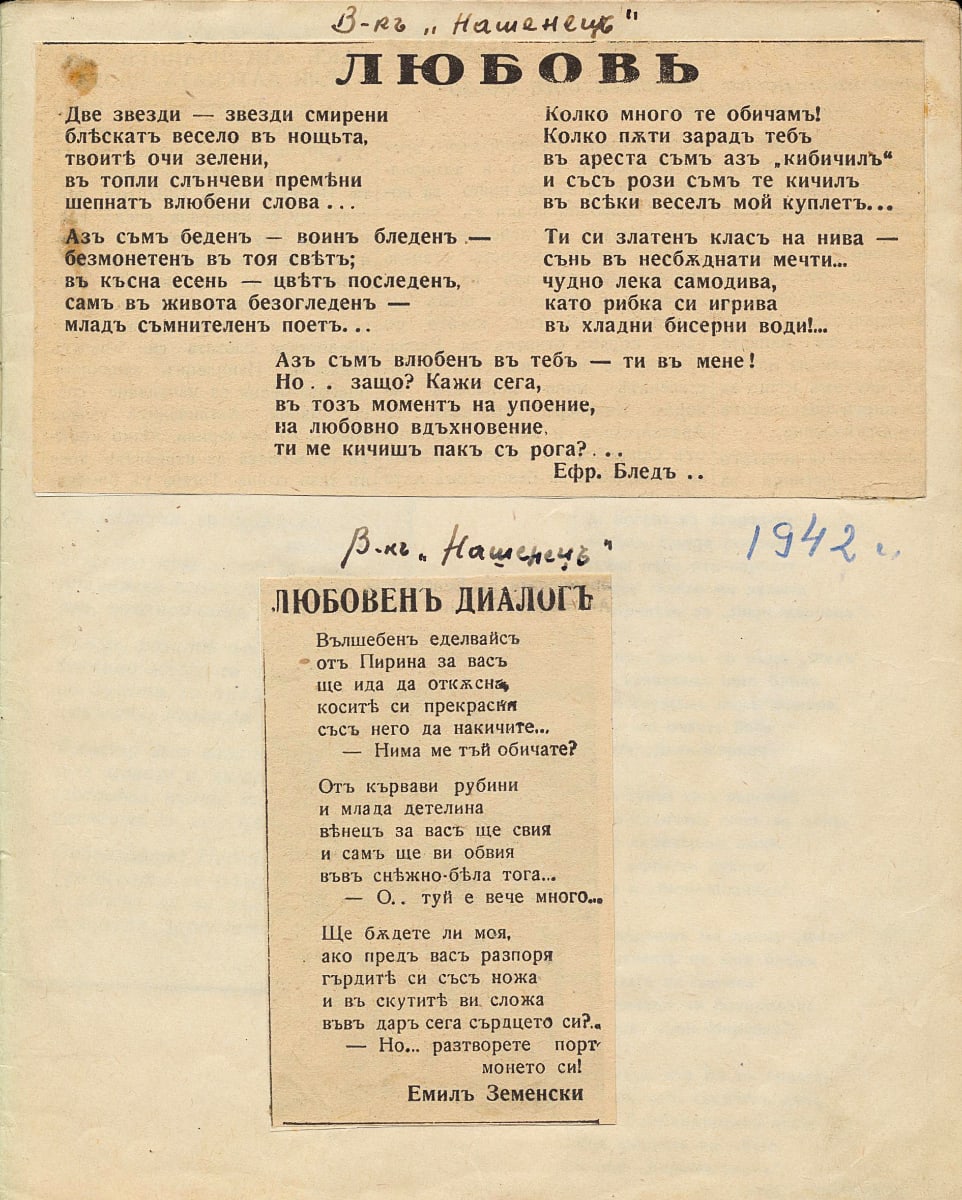 В-къ „Нашенецъ"
ЛЮБОВЬ
Две звезди — звезди смирени
блѣскатъ весело въ нощьта,
твоитѣ очи зелени,
въ топли слънчеви премѣни
шепнатъ влюбени слова...
Азъ съмъ беденъ — воинъ бледенъ —
безмонетенъ въ тоя свѣтъ;
въ късна есень — цвѣтъ последенъ,
самъ въ живота безогледенъ —
младъ съмнителенъ поетъ...
Колко много те обичамъ!
Колко пѫти зарадъ тебъ
въ ареста съмъ азъ „кибичилъ“
и със рози съмъ те кичилъ
въ всѣки веселъ мой куплетъ...
Ти си златенъ класъ на нива —
сънь въ несбѫднати мечти...
чудно лека самодива,
като рибка си игрива
въ хладни бисерни води!...
Азъ съмъ влюбенъ въ тебъ — ти въ мене!
Но . . защо? Кажи сега,
въ тозъ моментъ на упоение,
на любовно вдъхновение,
ти ме кичишъ пакъ съ рога?...
Ефр. Бледъ ..
В-къ „Нашенецъ"
1942 г.
ЛЮБОВЕНЪ ДИАЛОГЪ
Вълшебенъ еделвайсъ
отъ Пирина за васъ
ще ида да откѫсна,
коситѣ си прекрасни
със него да накичите...
— Нима ме тъй обичате?
Отъ кървави рубини
и млада детелина
вѣнецъ за васъ ще свия
и самъ ще ви обвия
въвъ снѣжно-бѣла тога...
— О.. туй е вече много...
Ще бѫдете ли моя,
ако предъ васъ разпоря
гърдитѣ си със ножа
и въ скутитѣ ви сложа
въвъ даръ сега сърдцето си?..
— Но... разтворете порт-
монето си!
Емилъ Земенски